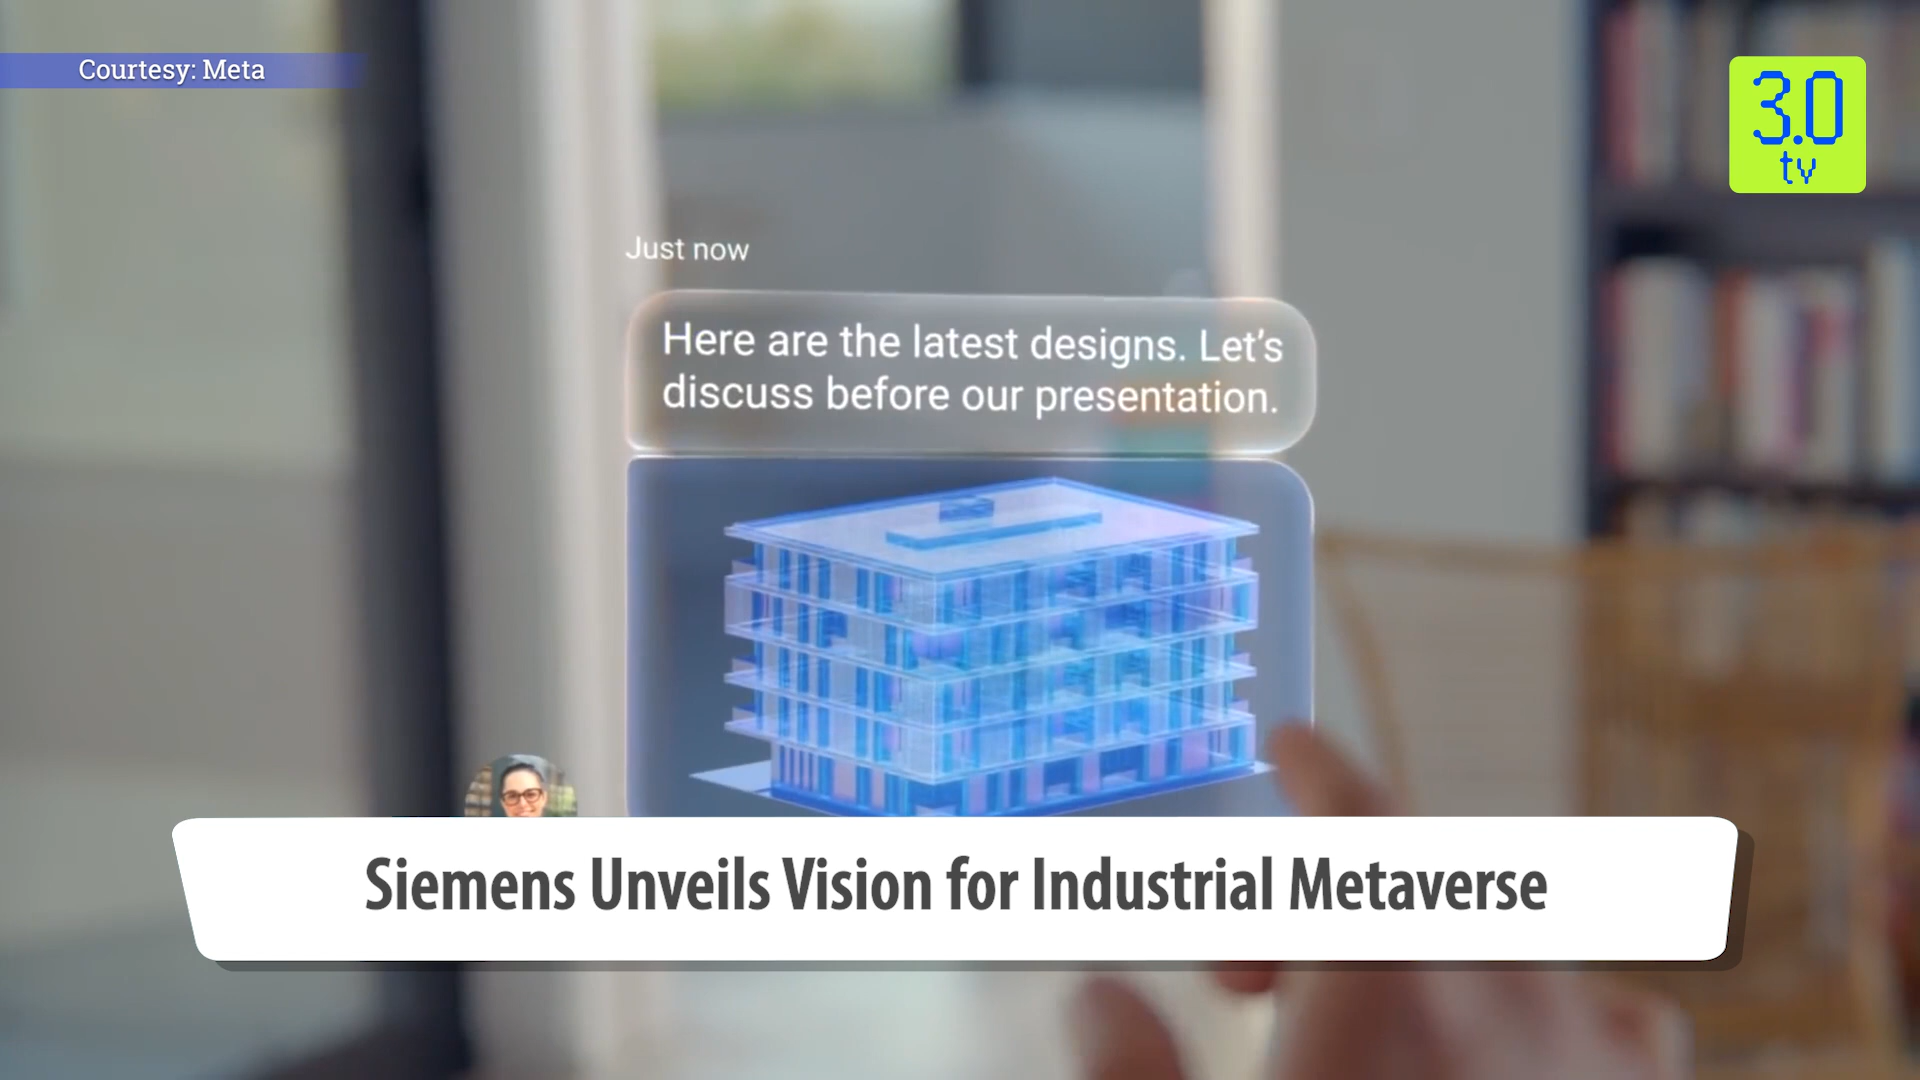 Courtesy: Meta
3.0
tv
Just now
Here are the latest designs. Let's
discuss before our presentation.
Siemens Unveils Vision for Industrial Metaverse